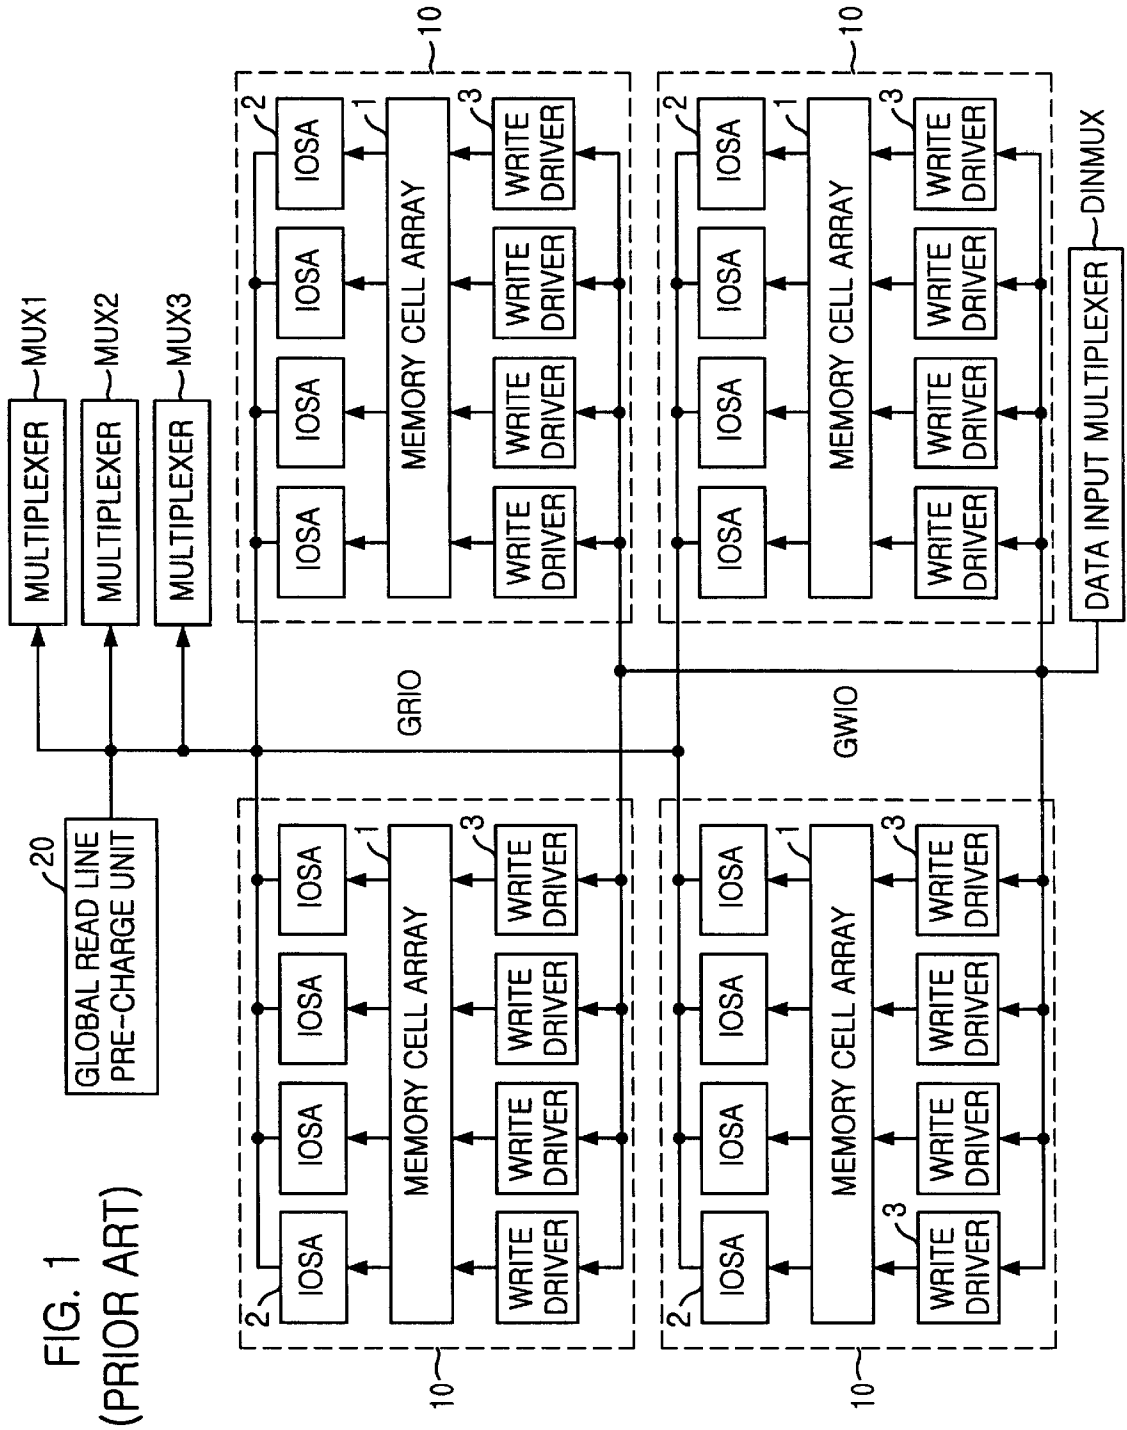 FIG. 1
(PRIOR ART)
20
GLOBAL READ LINE
PRE-CHARGE UNIT
MULTIPLEXER
MUX1
MULTIPLEXER
MUX2
MULTIPLEXER
MUX3
10
2
IOSA
IOSA
IOSA
IOSA
1
MEMORY CELL ARRAY
3
WRITE
DRIVER
WRITE
DRIVER
WRITE
DRIVER
WRITE
DRIVER
GRIO
10
2
IOSA
IOSA
IOSA
IOSA
1
MEMORY CELL ARRAY
3
WRITE
DRIVER
WRITE
DRIVER
WRITE
DRIVER
WRITE
DRIVER
10
2
IOSA
IOSA
IOSA
IOSA
1
MEMORY CELL ARRAY
3
3
WRITE
DRIVER
WRITE
DRIVER
WRITE
DRIVER
WRITE
DRIVER
GWIO
10
2
IOSA
IOSA
IOSA
IOSA
1
MEMORY CELL ARRAY
3
WRITE
DRIVER
WRITE
DRIVER
WRITE
DRIVER
WRITE
DRIVER
DATA INPUT MULTIPLEXER
DINMUX